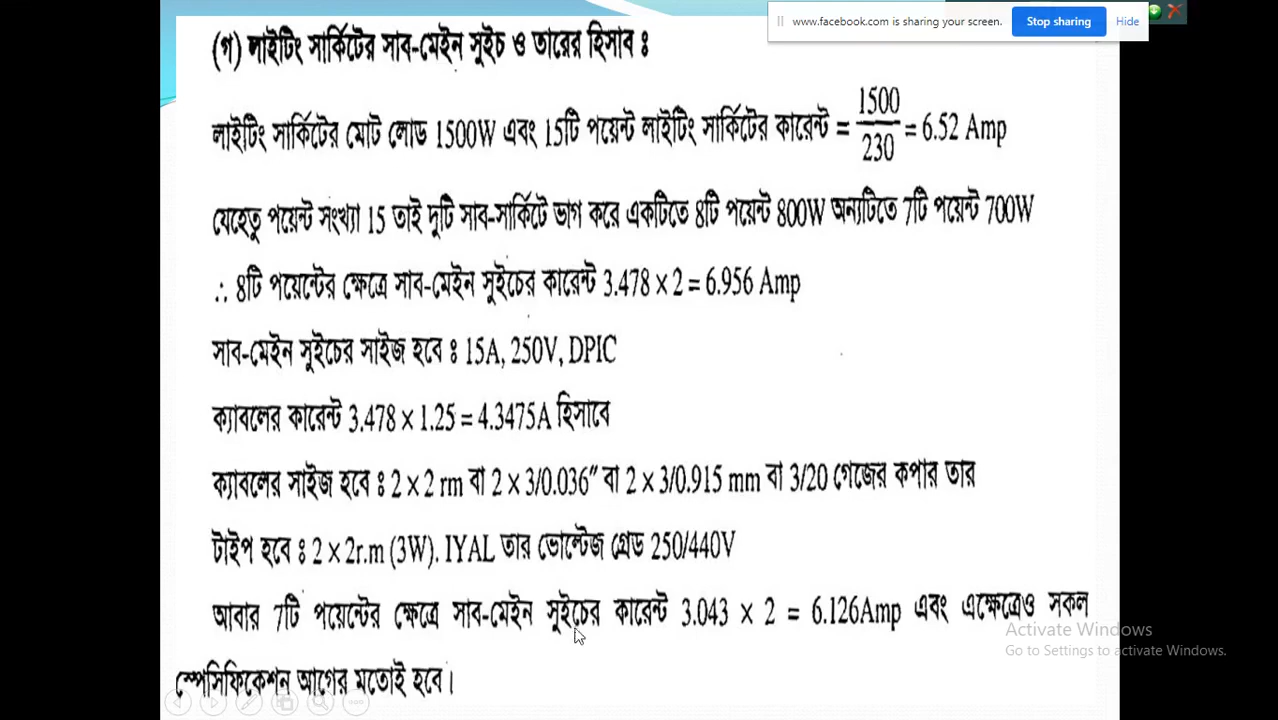 www.facebook.com is sharing your screen. Stop sharing Hide
(গ) লাইটিং সার্কিটের সাব-মেইন সুইচ ও তারের হিসাব ঃ
লাইটিং সার্কিটের মোট লোড 1500W এবং 15টি পয়েন্ট লাইটিং সার্কিটের কারেন্ট = 1500/230 = 6.52 Amp
যেহেতু পয়েন্ট সংখ্যা 15 তাই দুটি সাব-সার্কিটে ভাগ করে একটিতে 8টি পয়েন্ট 800W অন্যটিতে 7টি পয়েন্ট 700W
∴ 8টি পয়েন্টের ক্ষেত্রে সাব-মেইন সুইচের কারেন্ট 3.478 × 2 = 6.956 Amp
সাব-মেইন সুইচের সাইজ হবে ঃ 15A, 250V, DPIC
ক্যাবলের কারেন্ট 3.478 × 1.25 = 4.3475A হিসাবে
ক্যাবলের সাইজ হবে ঃ 2 × 2 rm বা 2 × 3/0.036″ বা 2 × 3/0.915 mm বা 3/20 গেজের কপার তার
টাইপ হবে ঃ 2 × 2r.m (3W). IYAL তার ভোল্টেজ গ্রেড 250/440V
আবার 7টি পয়েন্টের ক্ষেত্রে সাব-মেইন সুইচের কারেন্ট 3.043 × 2 = 6.126Amp এবং এক্ষেত্রেও সকল
স্পেসিফিকেশন আগের মতোই হবে।
Activate Windows
Go to Settings to activate Windows.